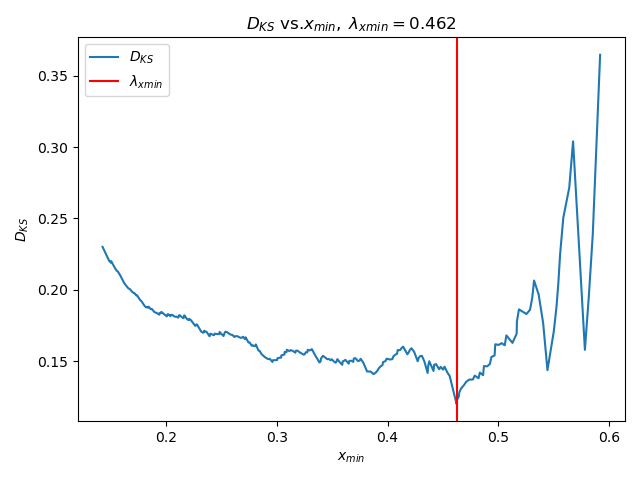 D_KS vs.x_min, λ_xmin = 0.462
D_KS
λ_xmin
0.35
0.30
0.25
0.20
0.15
D_KS
0.2 0.3 0.4 0.5 0.6
x_min